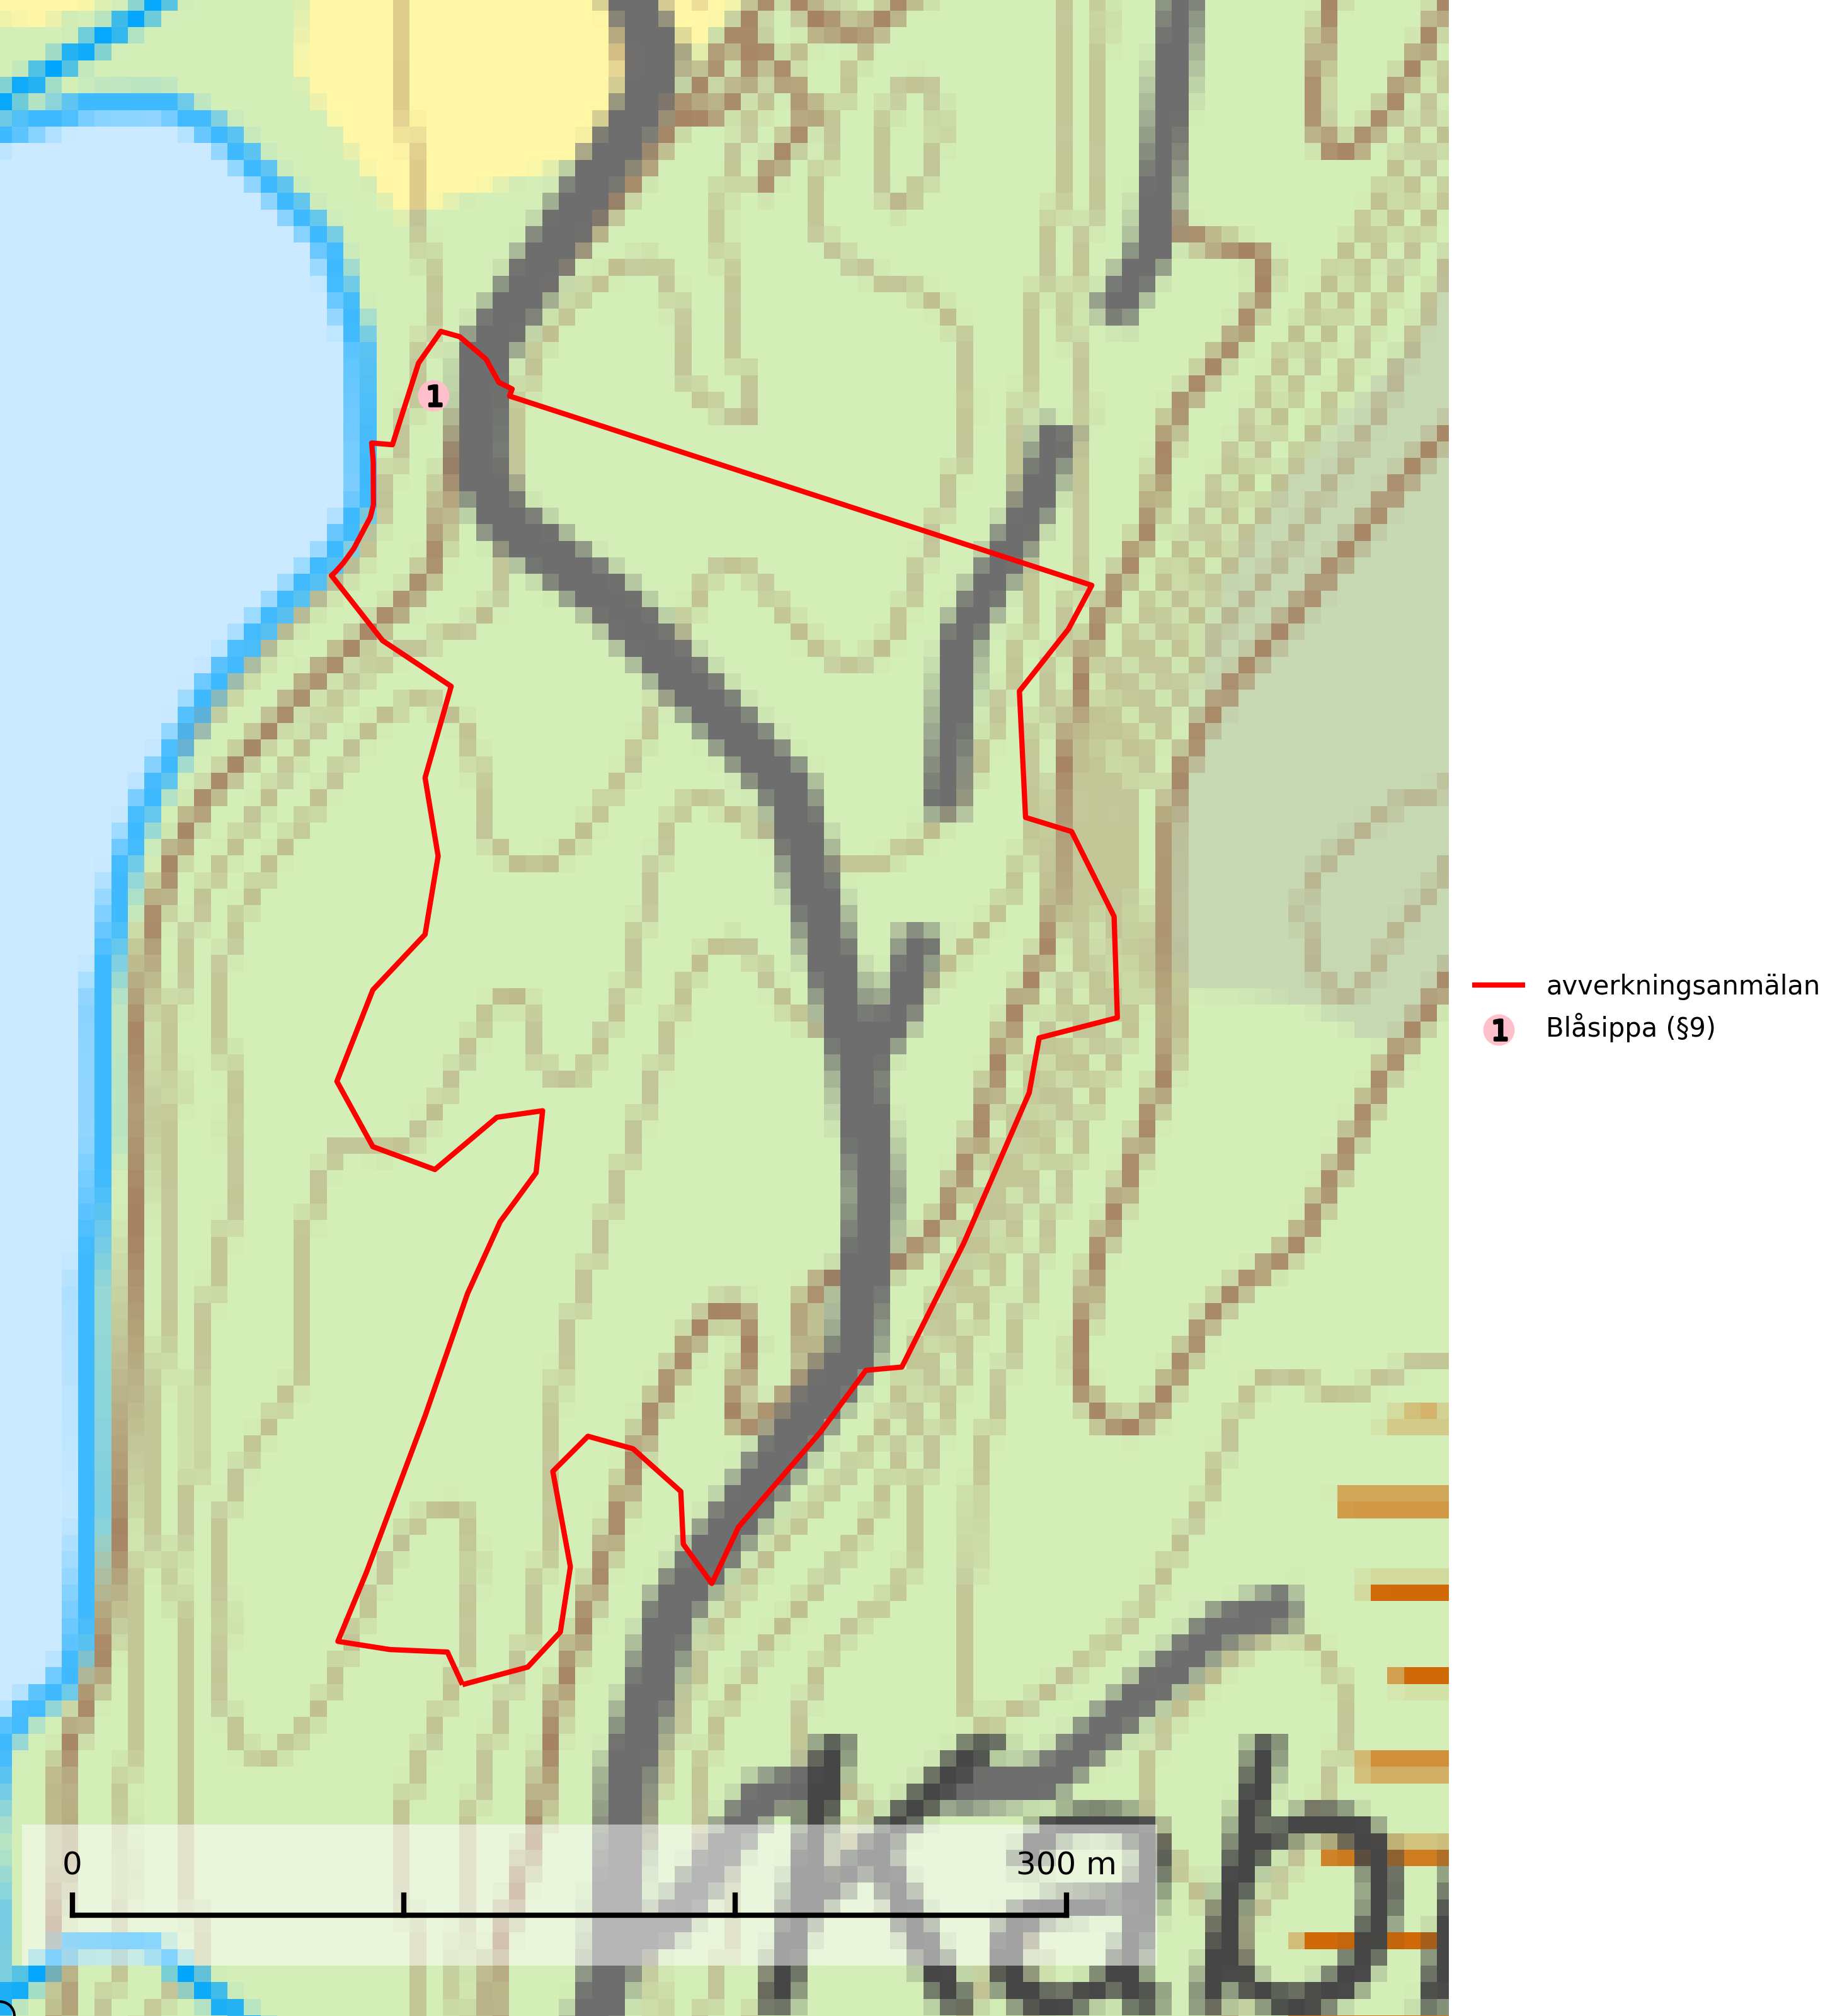 1
avverkningsanmälan
1 Blåsippa (§9)
0 300 m